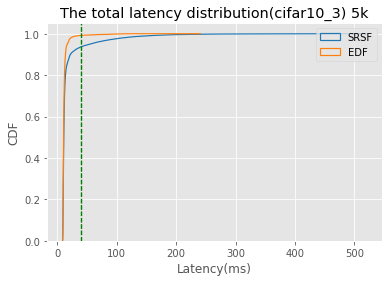 The total latency distribution(cifar10_3) 5k
SRSF
EDF
1.0
0.8
0.6
0.4
0.2
0.0
CDF
0 100 200 300 400 500
Latency(ms)